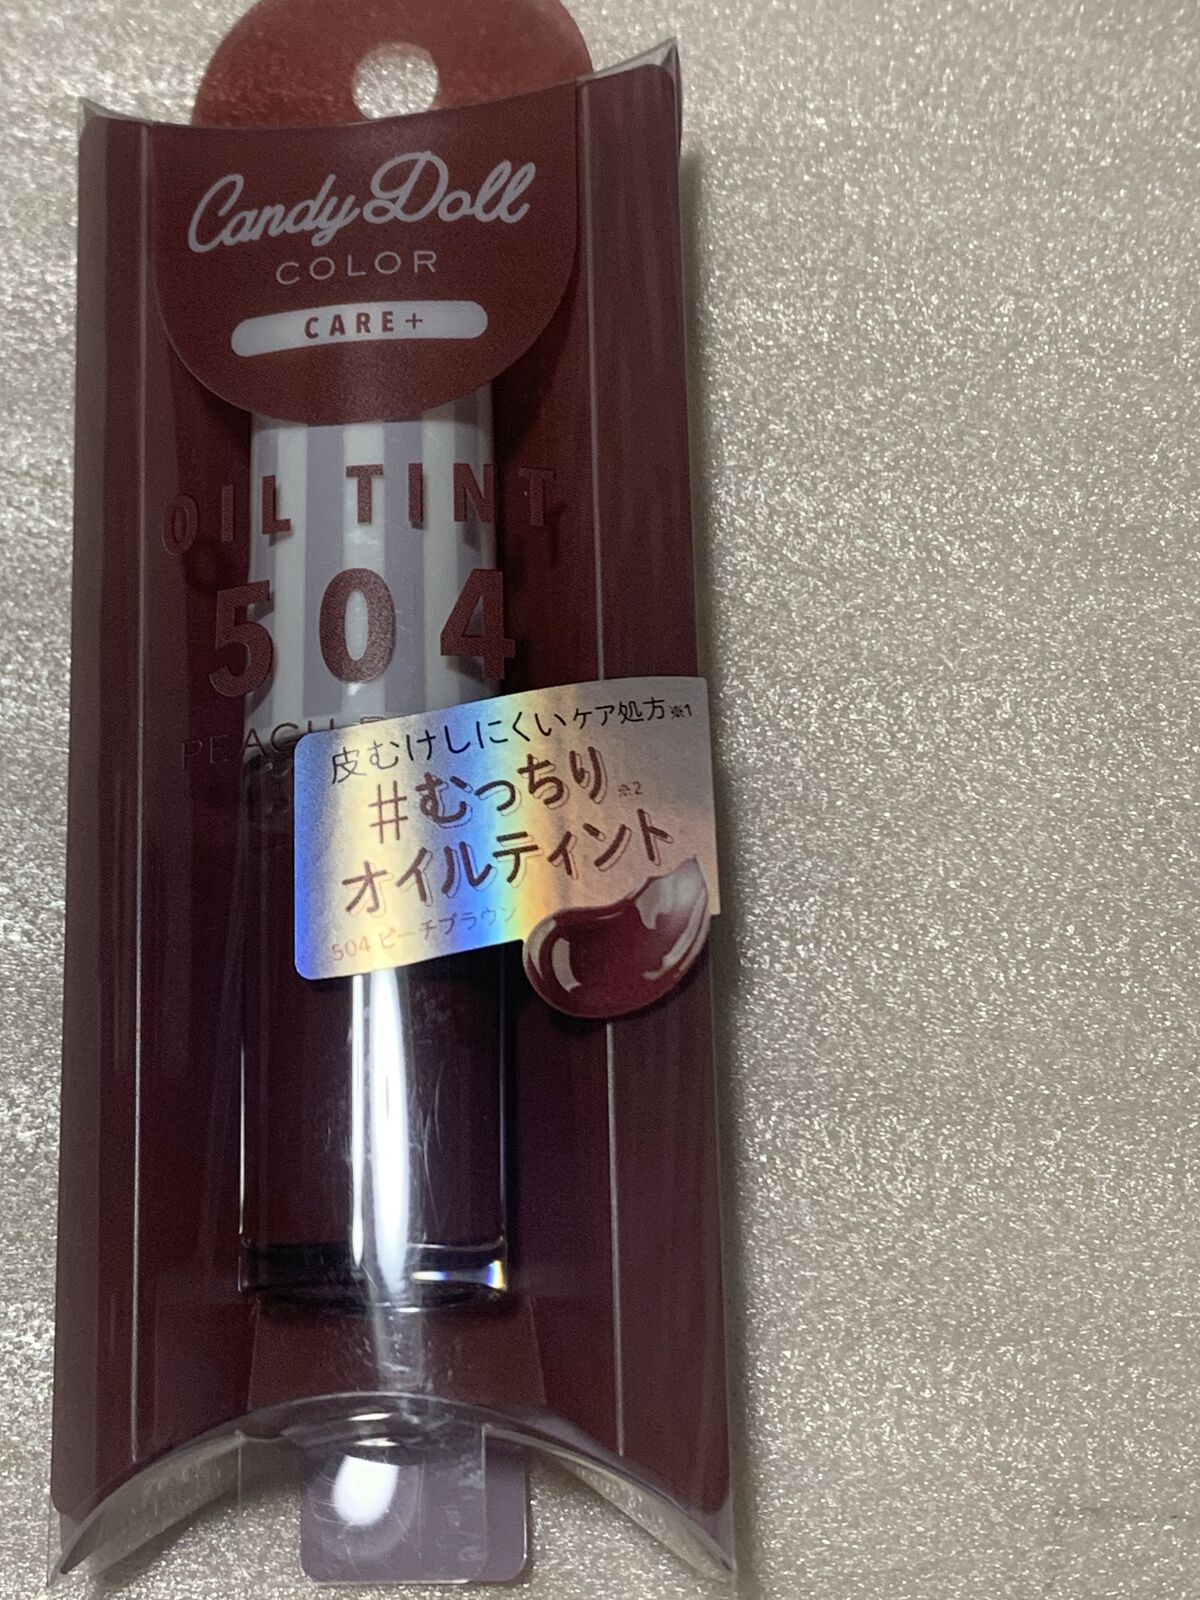 Candy Doll
COLOR
CARE+
OIL TINT
504
PEACH
皮むけしにくいケア処方※1
#むっちり※2
オイルティント
504 ピーチブラウン